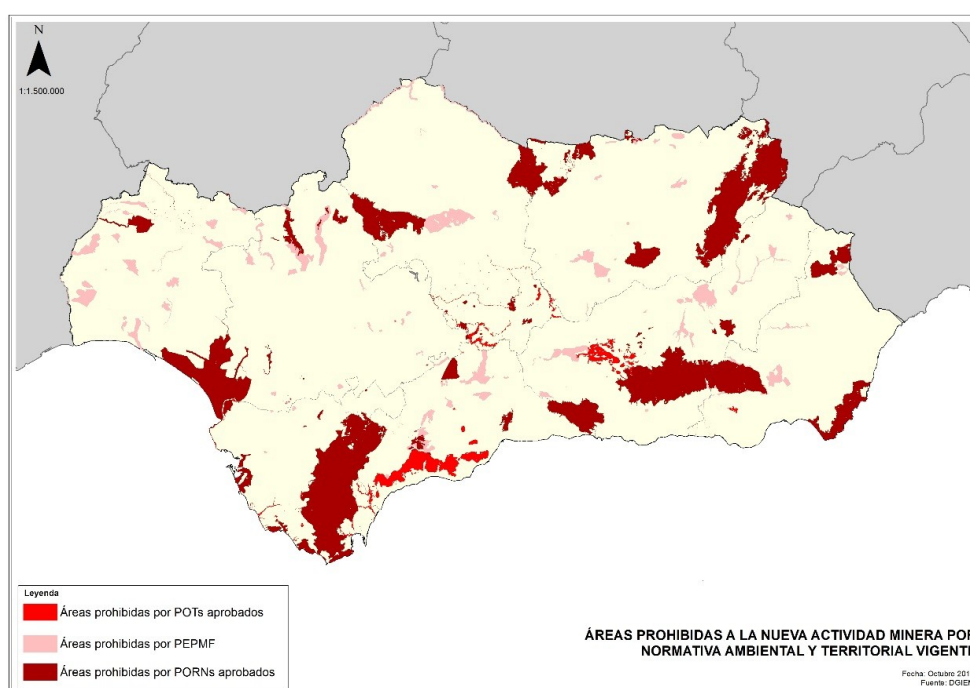 N
1:1.500.000
Leyenda
Áreas prohibidas por POTs aprobados
Áreas prohibidas por PEPMF
Áreas prohibidas por PORNs aprobados
ÁREAS PROHIBIDAS A LA NUEVA ACTIVIDAD MINERA POR
NORMATIVA AMBIENTAL Y TERRITORIAL
Fecha: Octubre
Fuente: